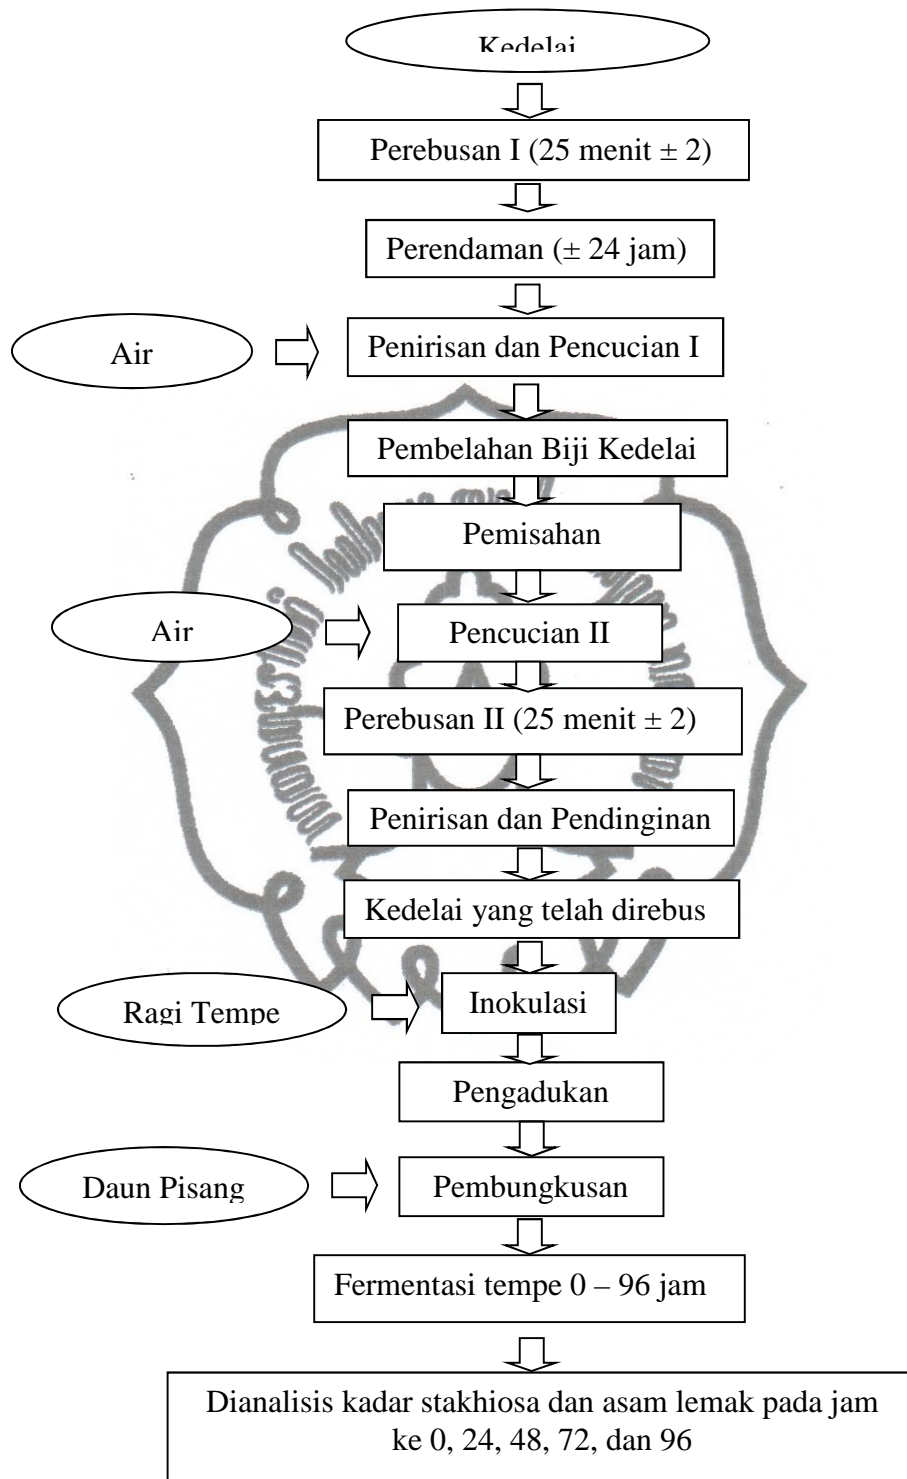 Kedelai
Perebusan I (25 menit ± 2)
Perendaman (± 24 jam)
Air
Penirisan dan Pencucian I
Pembelahan Biji Kedelai
Pemisahan
Air
Pencucian II
Perebusan II (25 menit ± 2)
Penirisan dan Pendinginan
Kedelai yang telah direbus
Ragi Tempe
Inokulasi
Pengadukan
Daun Pisang
Pembungkusan
Fermentasi tempe 0 – 96 jam
Dianalisis kadar stakhiosa dan asam lemak pada jam
ke 0, 24, 48, 72, dan 96